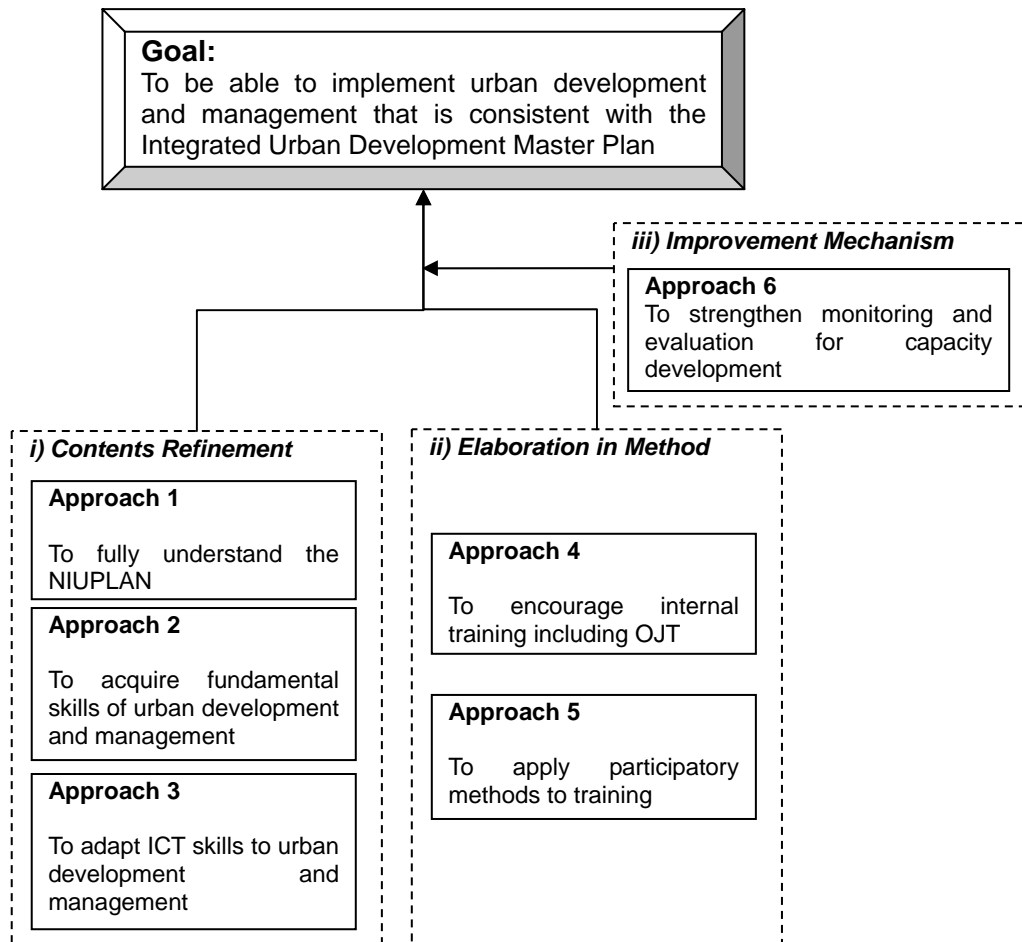 Goal:
To be able to implement urban development
and management that is consistent with the
Integrated Urban Development Master Plan
iii) Improvement Mechanism
Approach 6
To strengthen monitoring and
evaluation for capacity
development
i) Contents Refinement
Approach 1
To fully understand the
NIUPLAN
Approach 2
To acquire fundamental
skills of urban development
and management
Approach 3
To adapt ICT skills to urban
development and
management
ii) Elaboration in Method
Approach 4
To encourage internal
training including OJT
Approach 5
To apply participatory
methods to training